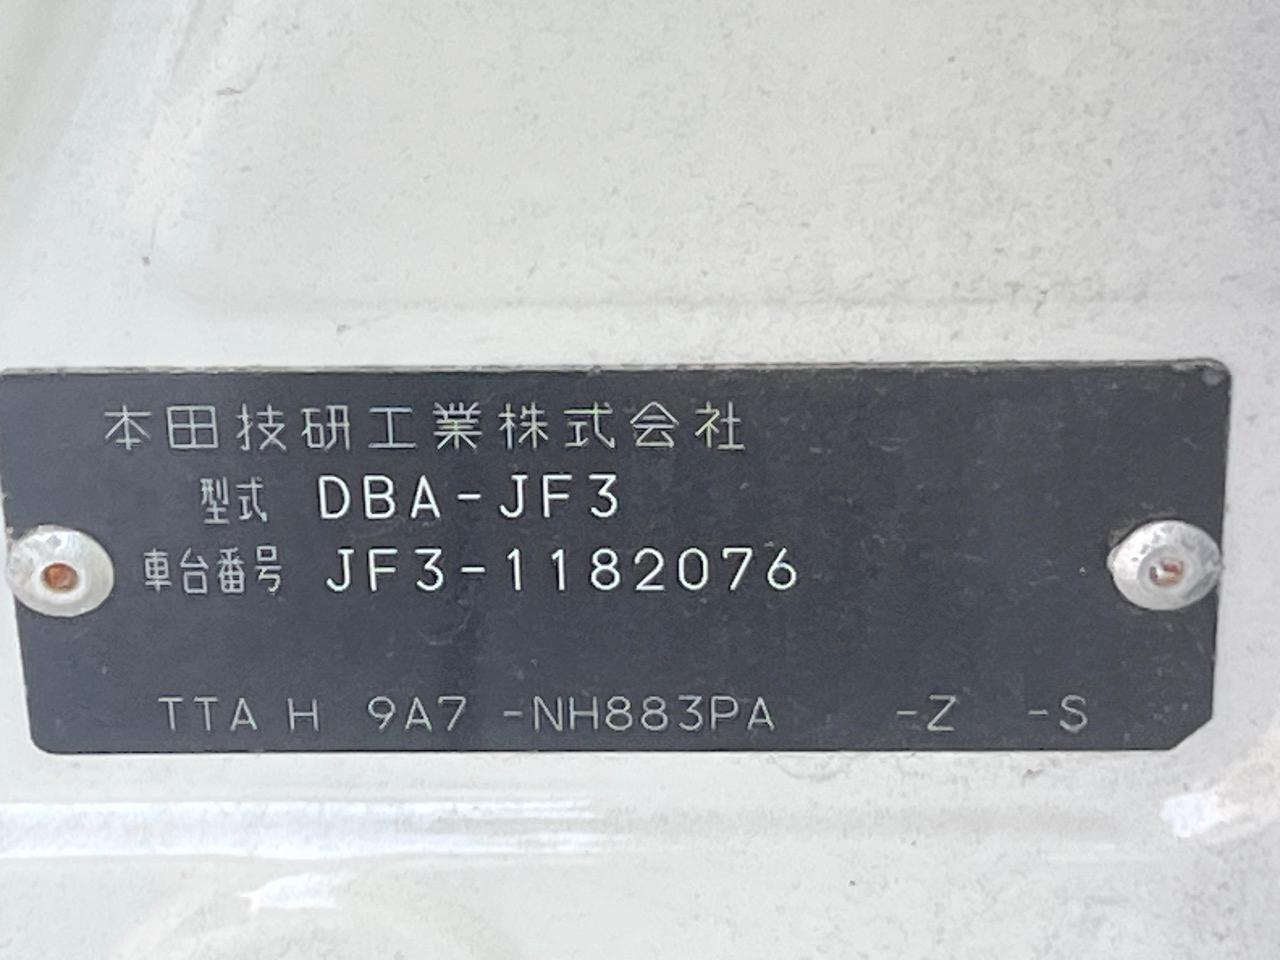 本田技研工業株式会社
型式 DBA-JF3
車台番号 JF3-1182076
TTA H 9A7 -NH883PA -Z -S